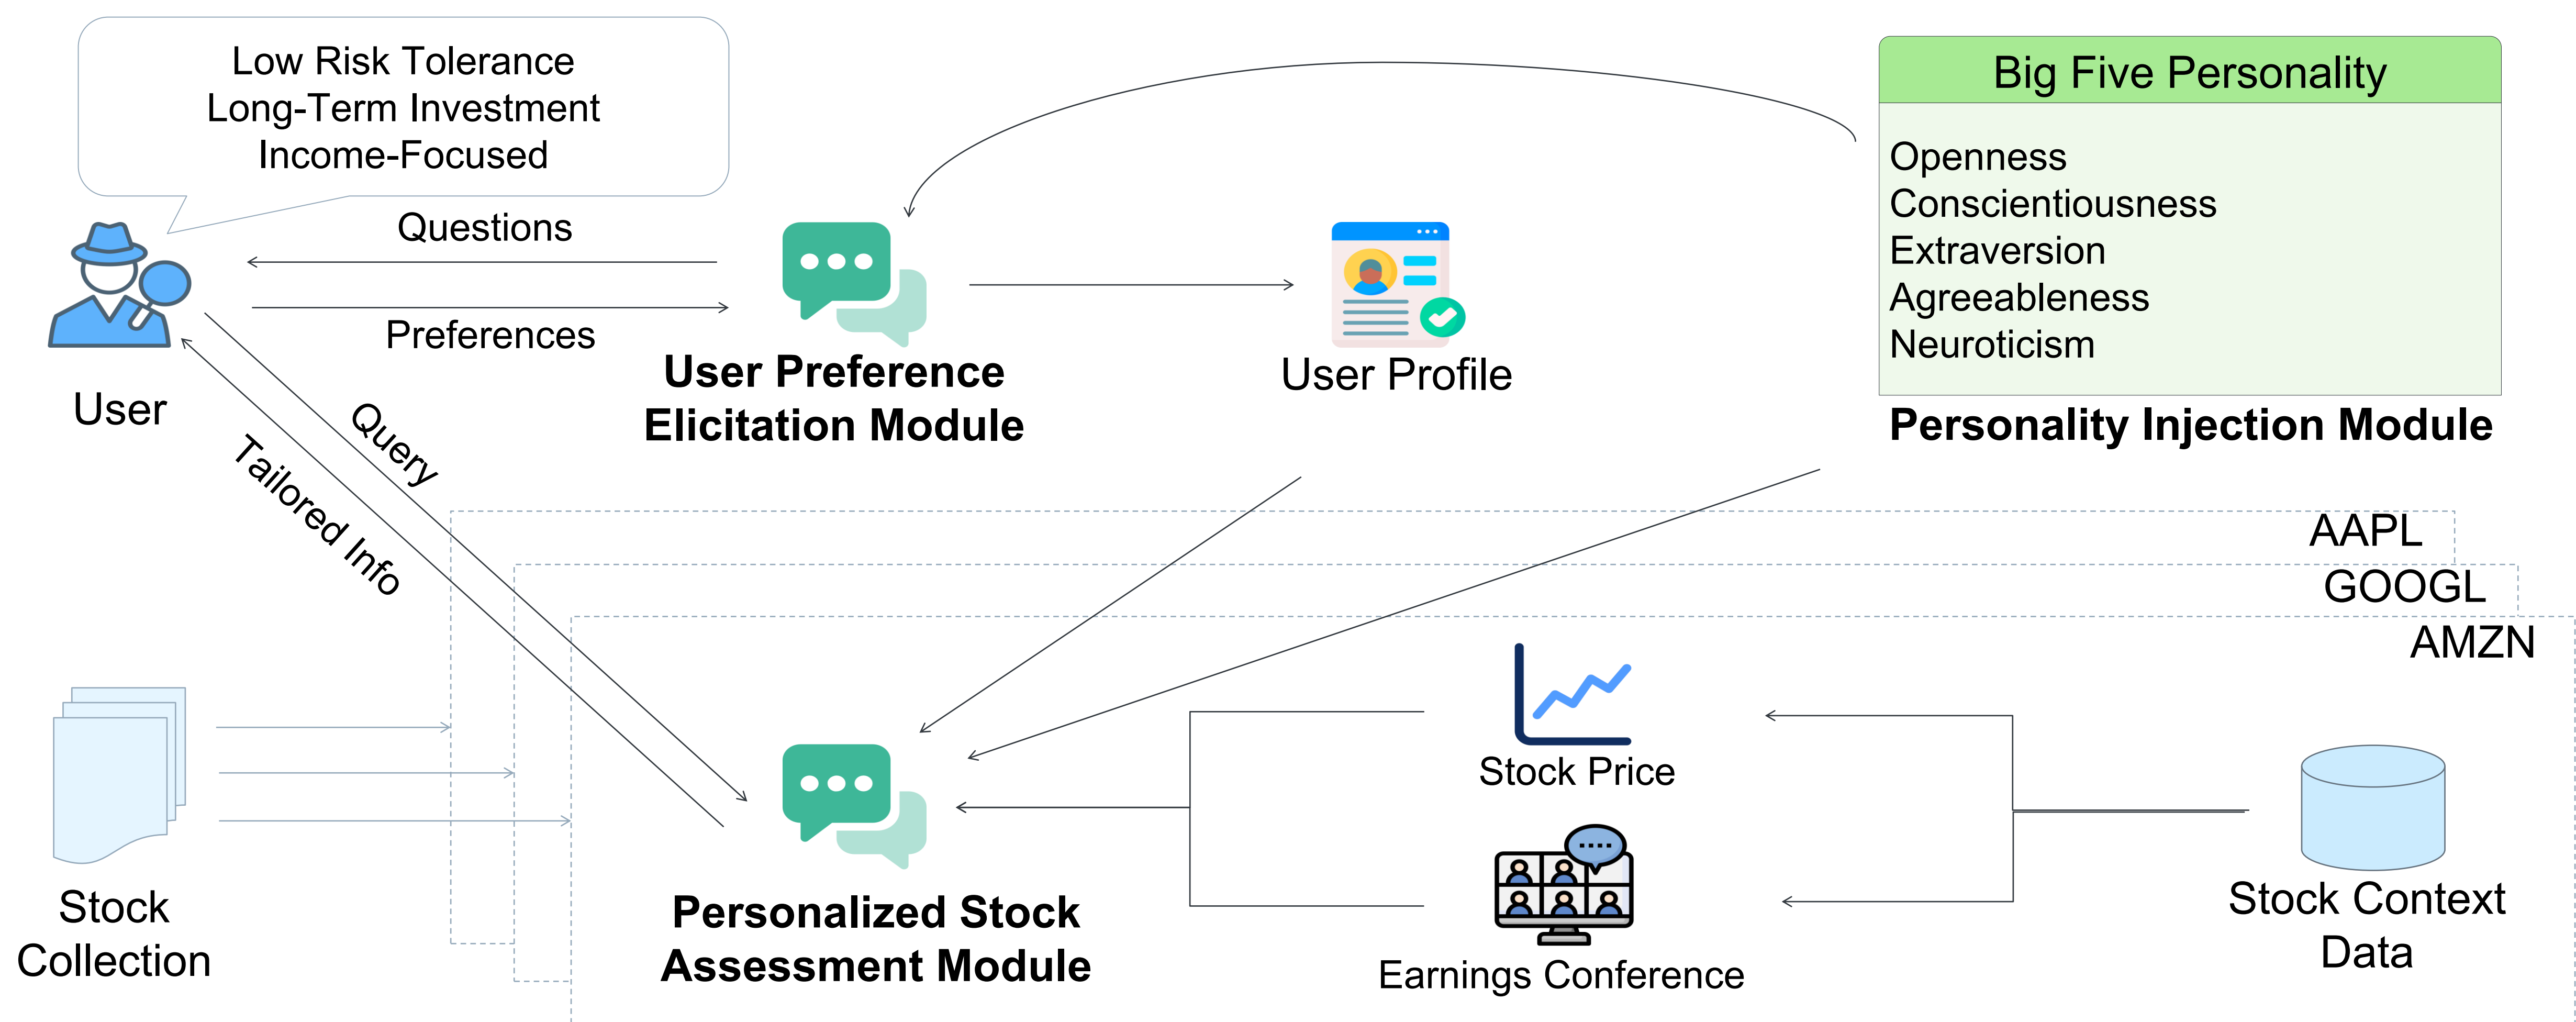 Low Risk Tolerance
Long-Term Investment
Income-Focused
Big Five Personality
Openness
Conscientiousness
Extraversion
Agreeableness
Neuroticism
Personality Injection Module
Questions
Preferences
User
User Preference
Elicitation Module
User Profile
Query
Tailored Info
AAPL
GOOGL
AMZN
Stock
Collection
Personalized Stock
Assessment Module
Stock Price
Earnings Conference
Stock Context
Data